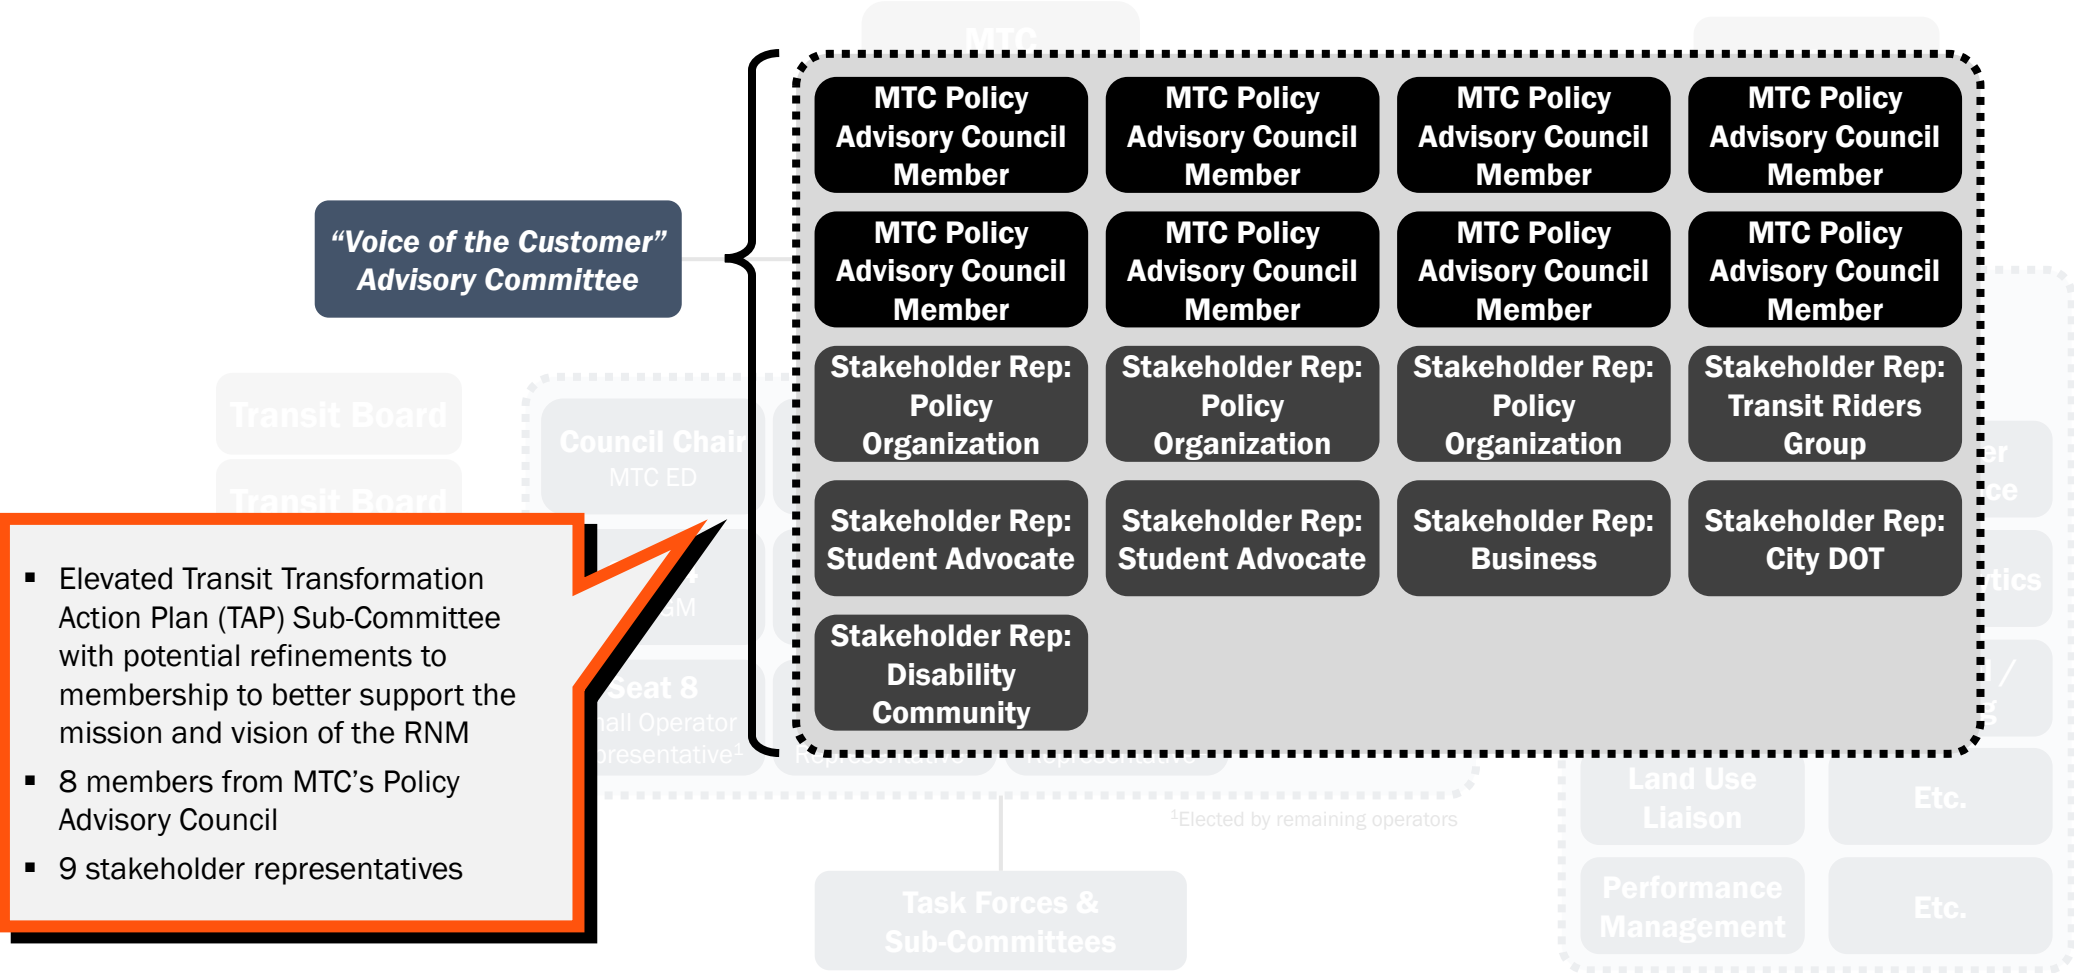 MTC
MTC Policy
Advisory Council
Member
MTC Policy
Advisory Council
Member
MTC Policy
Advisory Council
Member
MTC Policy
Advisory Council
Member
“Voice of the Customer”
Advisory Committee
MTC Policy
Advisory Council
Member
MTC Policy
Advisory Council
Member
MTC Policy
Advisory Council
Member
MTC Policy
Advisory Council
Member
Stakeholder Rep:
Policy
Organization
Stakeholder Rep:
Policy
Organization
Stakeholder Rep:
Policy
Organization
Stakeholder Rep:
Transit Riders
Group
Stakeholder Rep:
Student Advocate
Stakeholder Rep:
Student Advocate
Stakeholder Rep:
Business
Stakeholder Rep:
City DOT
Stakeholder Rep:
Disability
Community
Transit Board
Transit Board
Council Chair
MTC ED
▪ Elevated Transit Transformation
Action Plan (TAP) Sub-Committee
with potential refinements to
membership to better support the
mission and vision of the RNM
▪ 8 members from MTC’s Policy
Advisory Council
▪ 9 stakeholder representatives
Seat 8
Operator
Representative
Representative
¹Elected by remaining operators
Land Use
Liaison
Etc.
Performance
Management
Etc.
Task Forces &
Sub-Committees